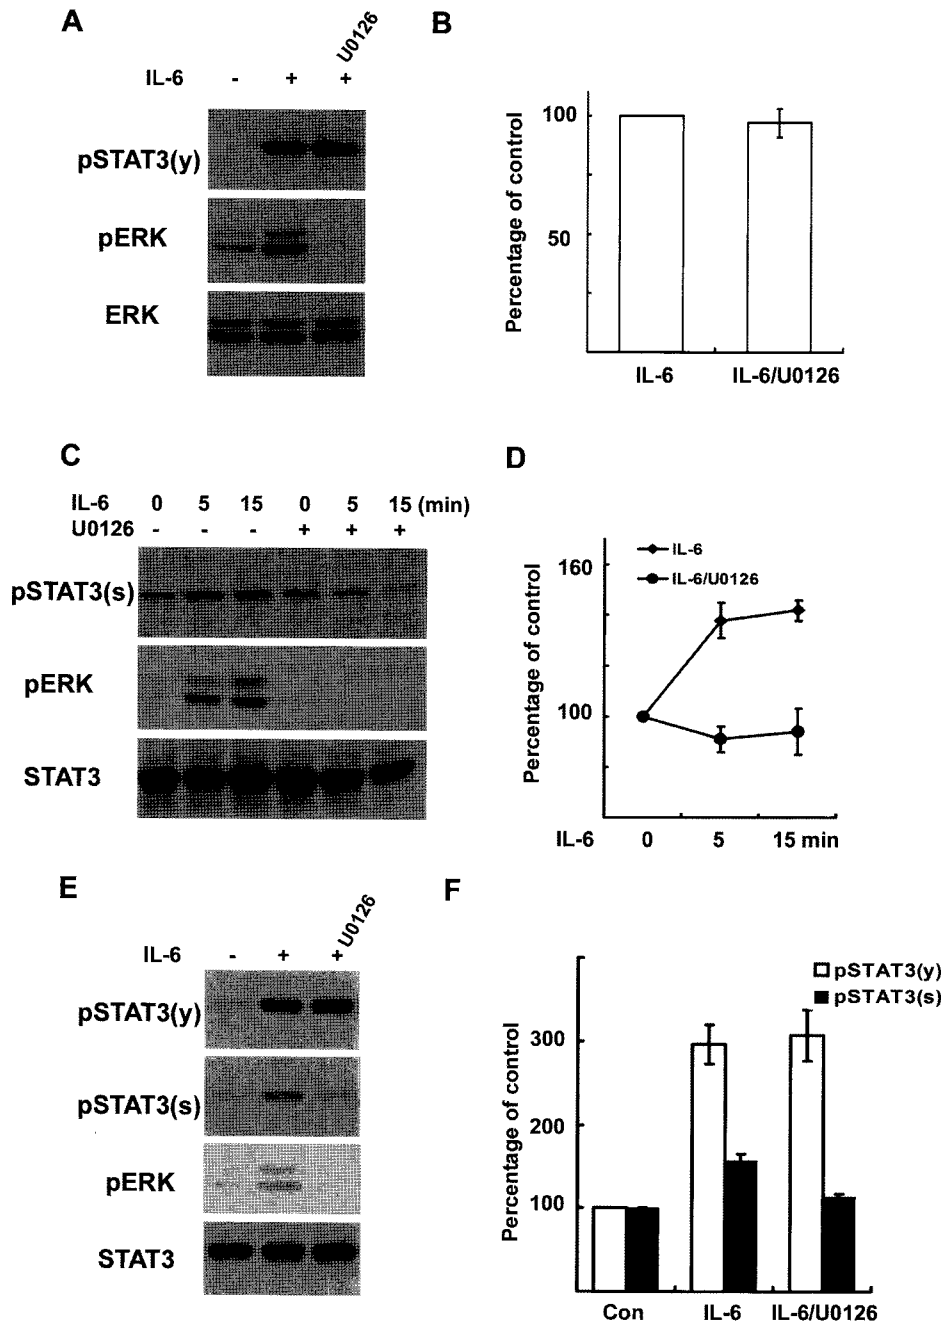 A
U0126
IL-6 - + +
pSTAT3(y)
pERK
ERK
B
Percentage of control
100
50
IL-6 IL-6/U0126
C
IL-6 0 5 15 0 5 15 (min)
U0126 - - - + + +
pSTAT3(s)
pERK
STAT3
D
Percentage of control
160
100
IL-6
IL-6/U0126
IL-6 0 5 15 min
E
U0126
IL-6 - + +
pSTAT3(y)
pSTAT3(s)
pERK
STAT3
F
Percentage of control
300
200
100
pSTAT3(y)
pSTAT3(s)
Con IL-6 IL-6/U0126